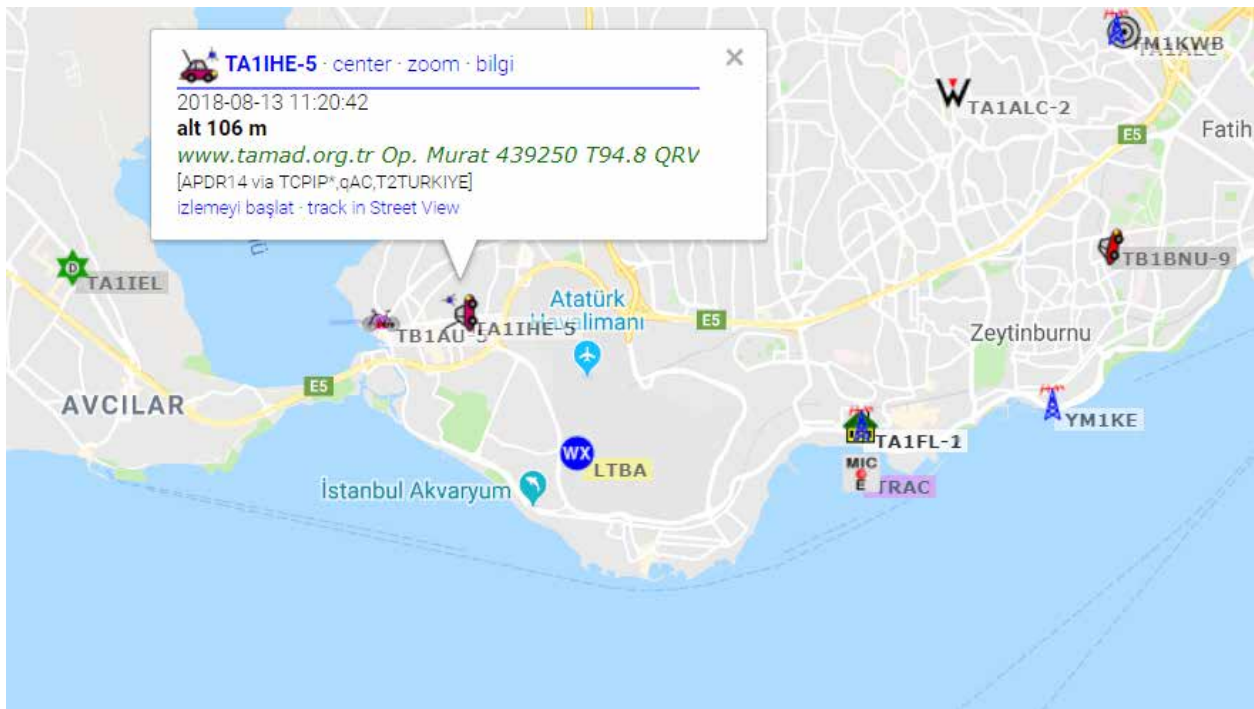 TA1IHE-5 · center · zoom · bilgi
2018-08-13 11:20:42
alt 106 m
www.tamad.org.tr Op. Murat 439250 T94.8 QRV
[APDR14 via TCPIP*,qAC,T2TURKIYE]
izlemeyi başlat · track in Street View
YM1KWB
TA1ALC-2
E5
Fatih
D
TA1IEL
TB1BNU-9
TB1AU-5
TA1IHE-5
Atatürk
Havalimanı
E5
Zeytinburnu
E5
AVCILAR
YM1KE
TA1FL-1
WX
LTBA
MIC
E
TRAC
İstanbul Akvaryum